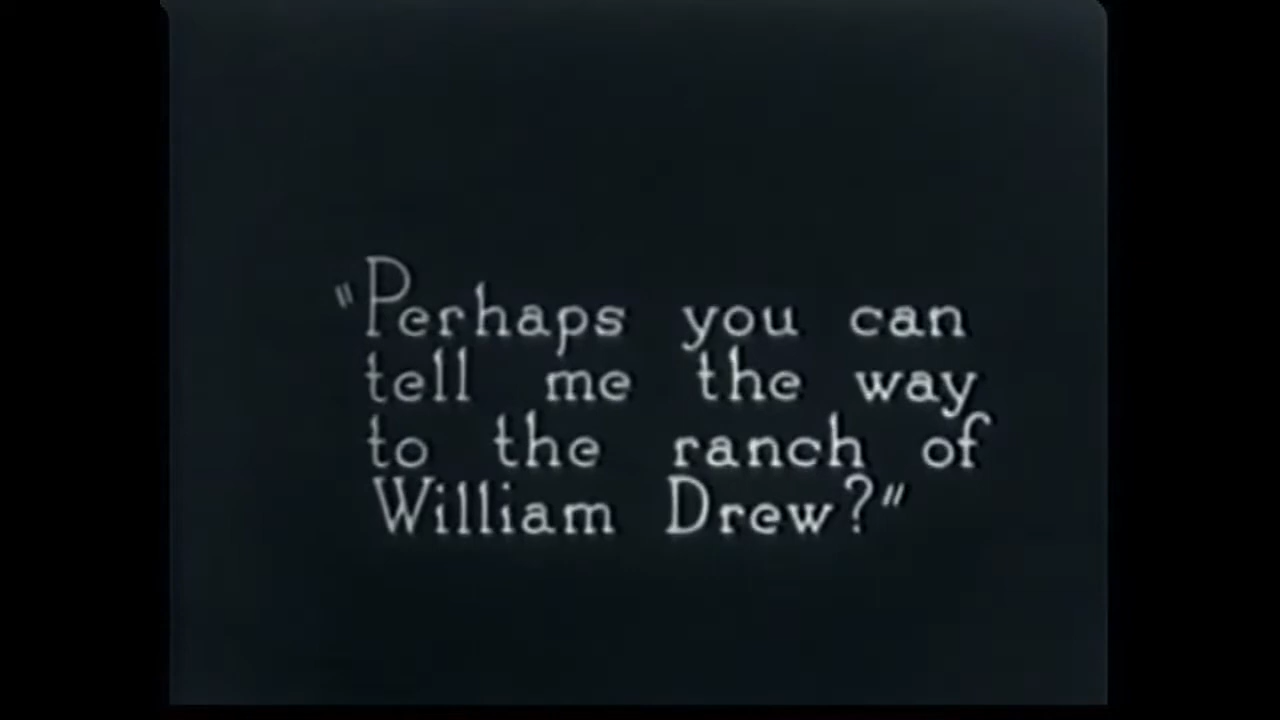 "Perhaps you can
tell me the way
to the ranch of
William Drew?"